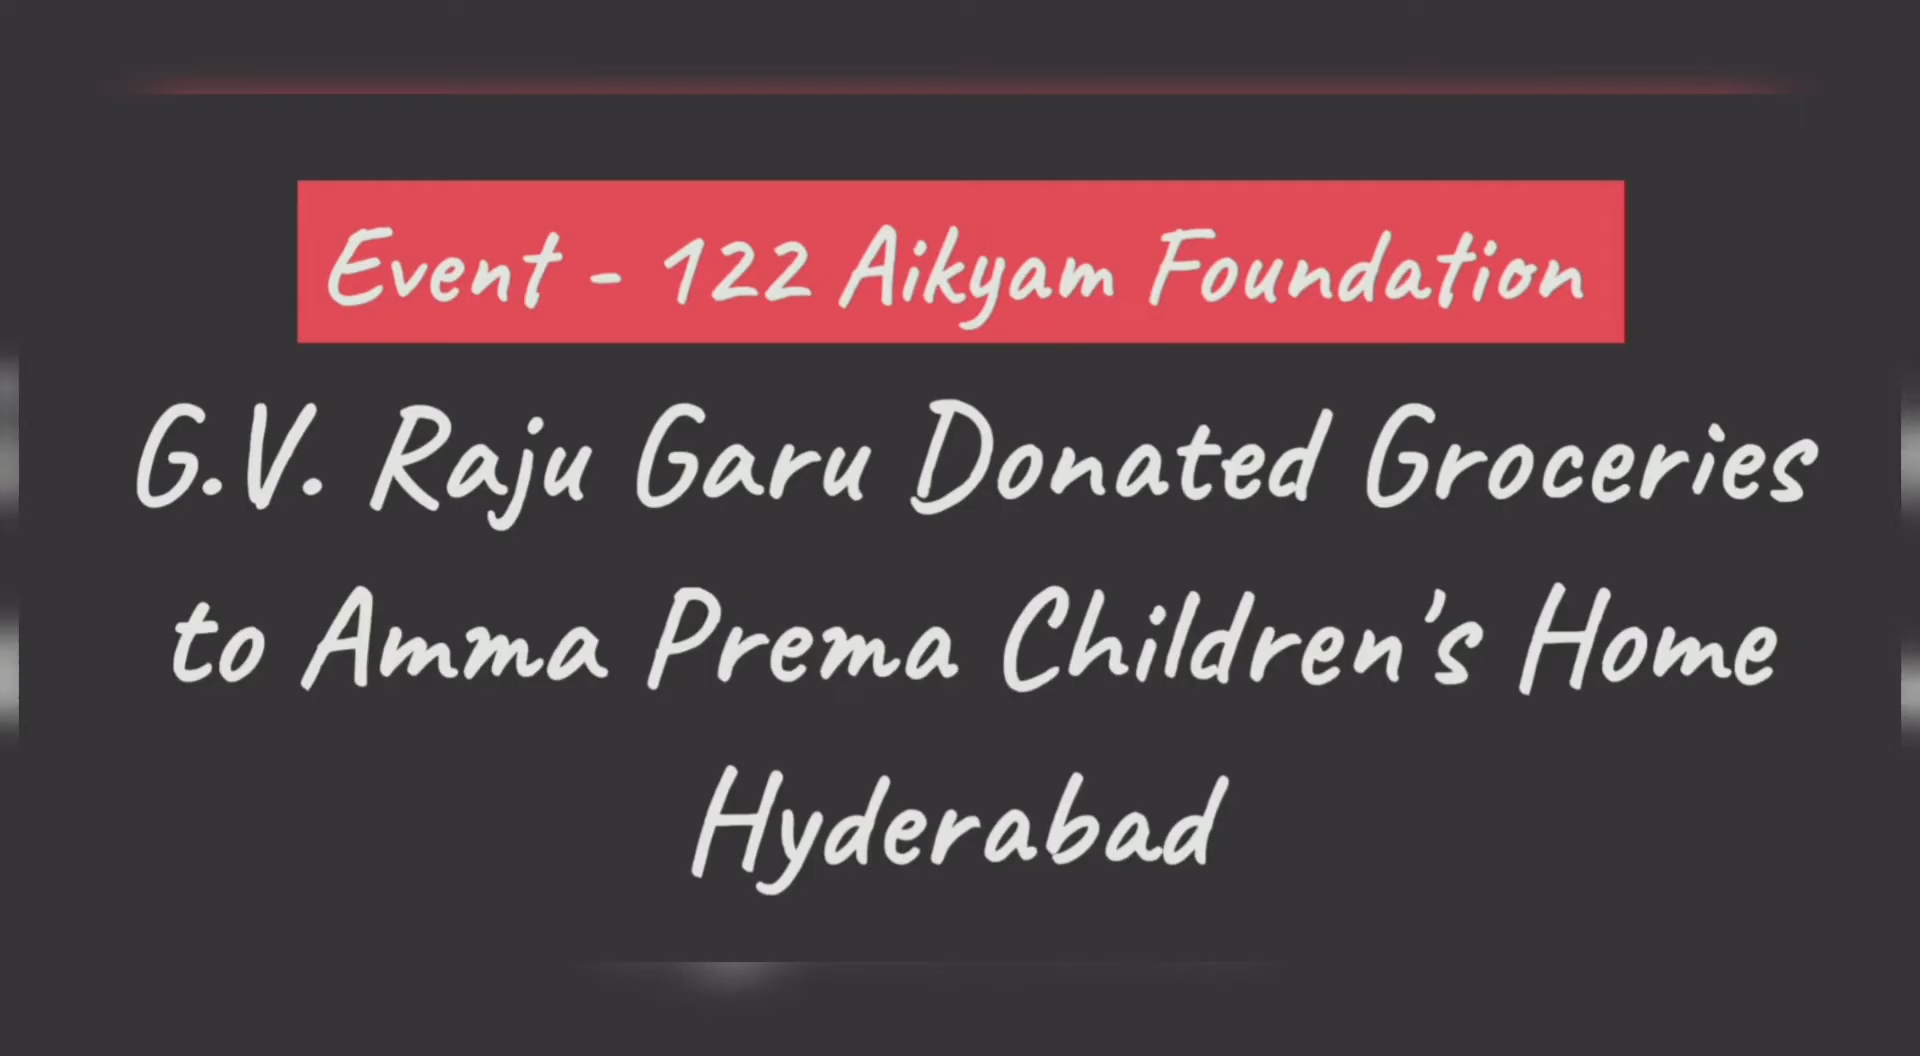 Event - 122 Aikyam Foundation
G.V. Raju Garu Donated Groceries
to Amma Prema Children's Home
Hyderabad